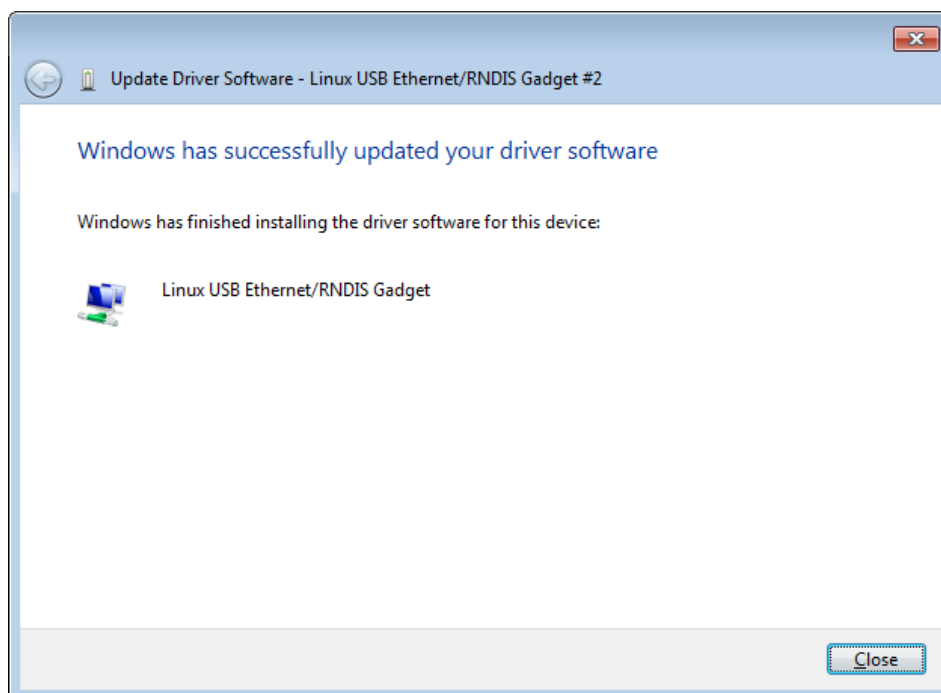 Update Driver Software - Linux USB Ethernet/RNDIS Gadget #2
Windows has successfully updated your driver software
Windows has finished installing the driver software for this device:
Linux USB Ethernet/RNDIS Gadget
Close